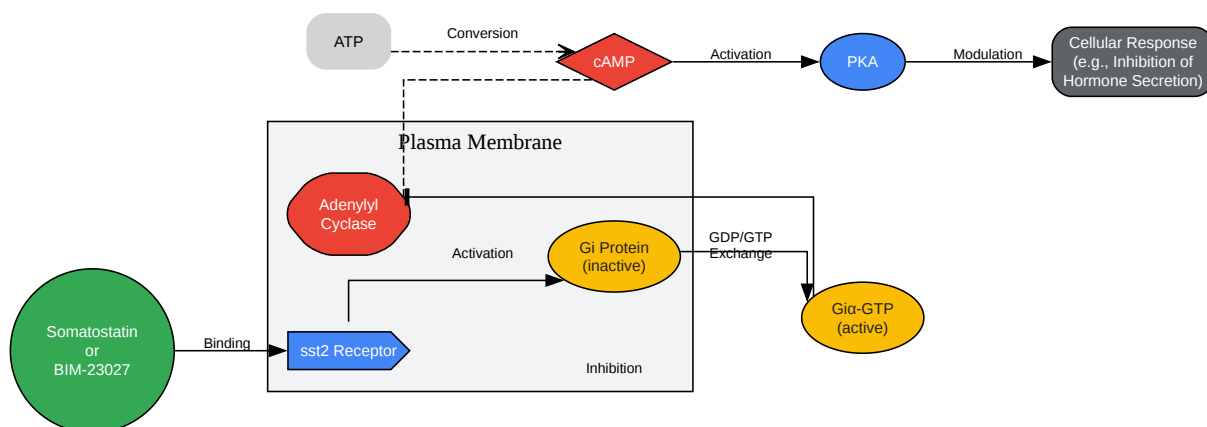 ATP
Conversion
cAMP
Activation
PKA
Modulation
Cellular Response
(e.g., Inhibition of
Hormone Secretion)
Plasma Membrane
Adenylyl
Cyclase
Activation
Gi Protein
(inactive)
GDP/GTP
Exchange
Giα-GTP
(active)
Somatostatin
or
BIM-23027
Binding
sst2 Receptor
Inhibition